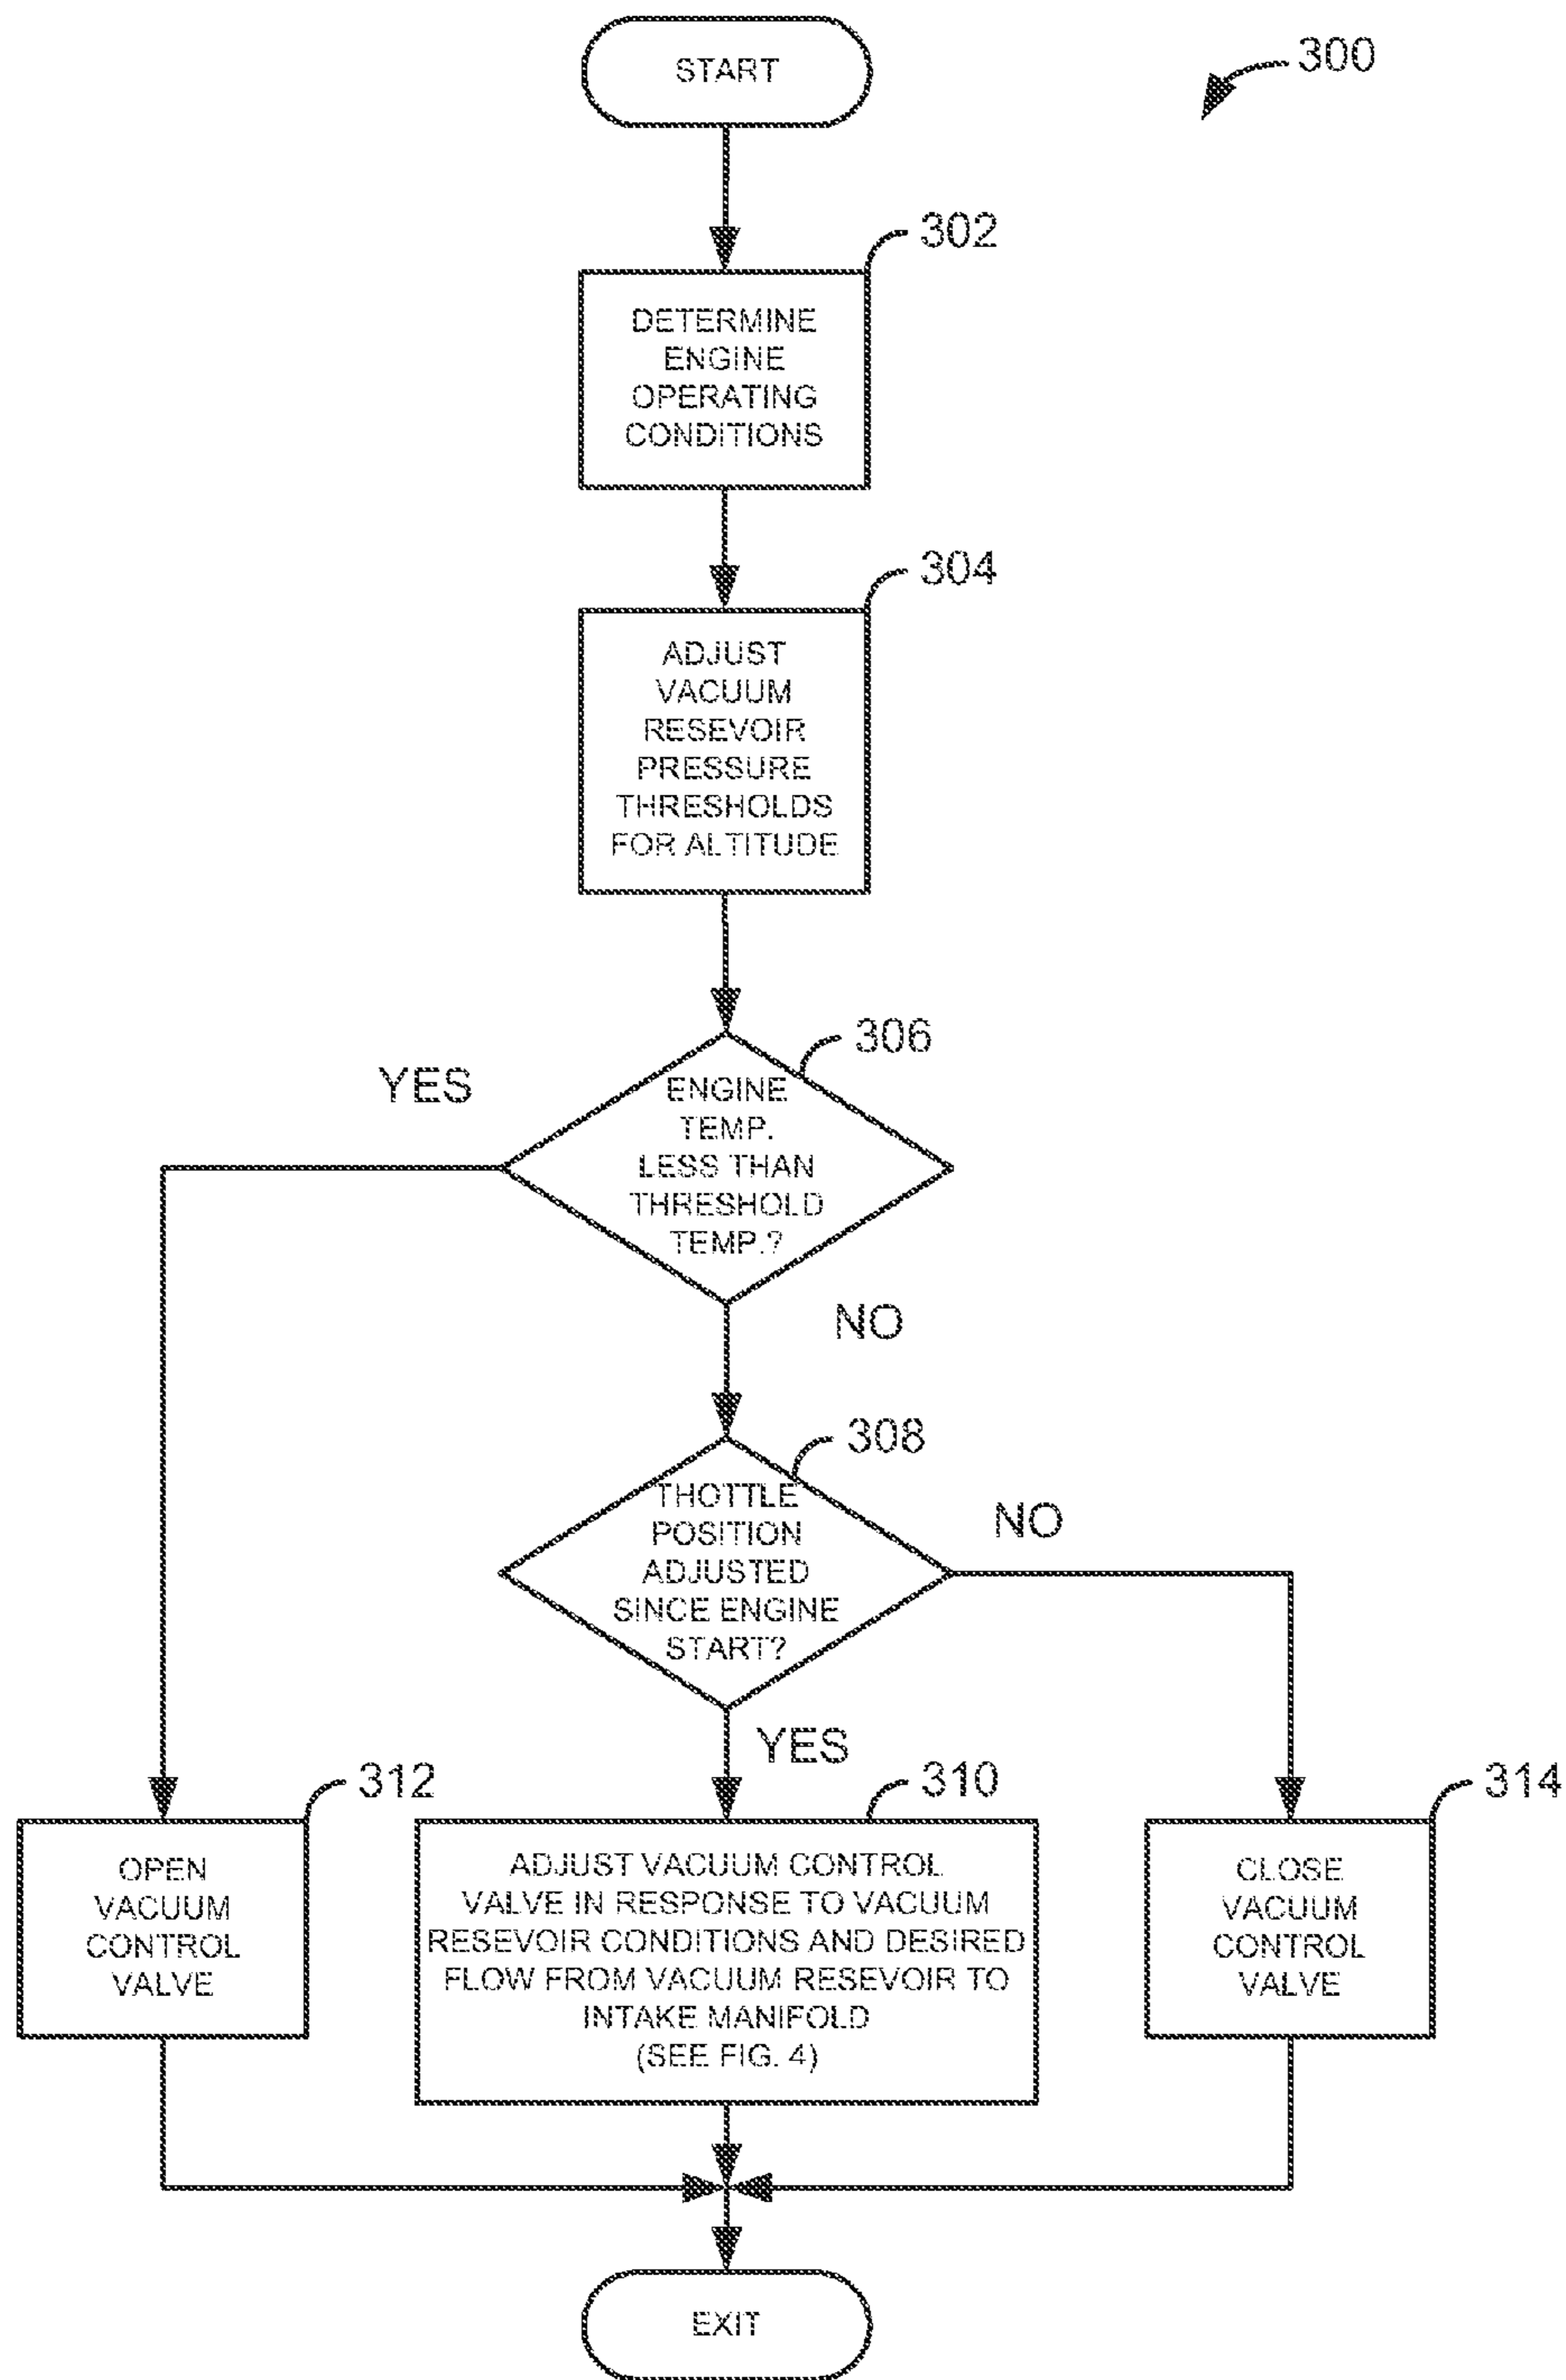 START
300
302
DETERMINE
ENGINE
OPERATING
CONDITIONS
304
ADJUST
VACUUM
RESEVOIR
PRESSURE
THRESHOLDS
FOR ALTITUDE
306
YES
ENGINE
TEMP.
LESS THAN
THRESHOLD
TEMP.?
NO
308
THOTTLE
POSITION
ADJUSTED
SINCE ENGINE
START?
NO
YES
312
OPEN
VACUUM
CONTROL
VALVE
310
ADJUST VACUUM CONTROL
VALVE IN RESPONSE TO VACUUM
RESEVOIR CONDITIONS AND DESIRED
FLOW FROM VACUUM RESEVOIR TO
INTAKE MANIFOLD
(SEE FIG. 4)
314
CLOSE
VACUUM
CONTROL
VALVE
EXIT